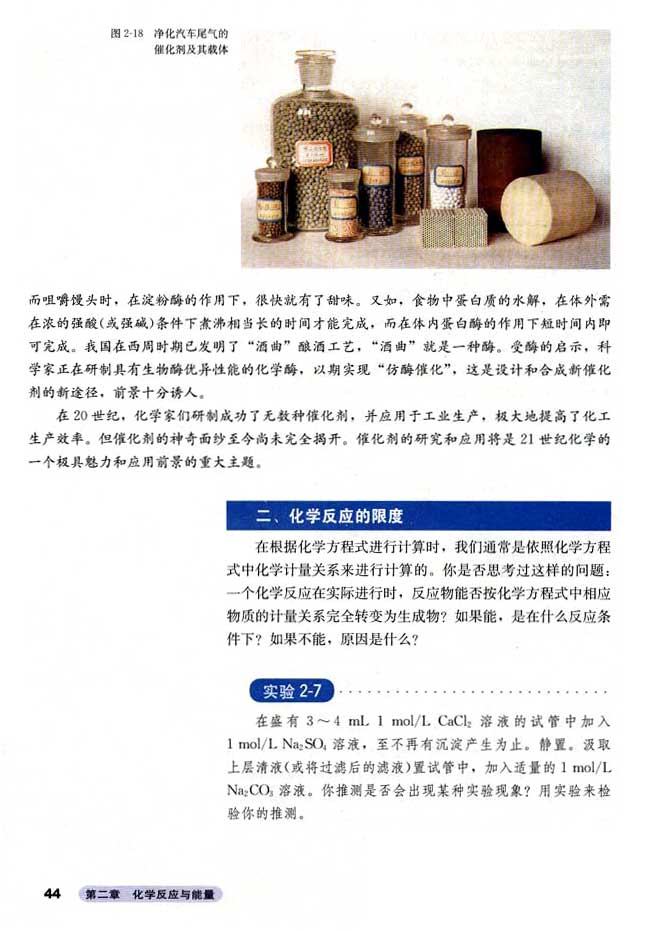 图 2-18 净化汽车尾气的
催化剂及其载体
而咀嚼馒头时，在淀粉酶的作用下，很快就有了甜味。又如，食物中蛋白质的水解，在体外需
在浓的强酸(或强碱)条件下煮沸相当长的时间才能完成，而在体内蛋白酶的作用下短时间内即
可完成。我国在西周时期已发明了“酒曲”酿酒工艺，“酒曲”就是一种酶。受酶的启示，科
学家正在研制具有生物酶优异性能的化学酶，以期实现“仿酶催化”，这是设计和合成新催化
剂的新途径，前景十分诱人。
在 20 世纪，化学家们研制成功了无数种催化剂，并应用于工业生产，极大地提高了化工
生产效率。但催化剂的神奇面纱至今尚未完全揭开。催化剂的研究和应用将是 21 世纪化学的
一个极具魅力和应用前景的重大主题。
二、化学反应的限度
在根据化学方程式进行计算时，我们通常是依照化学方程
式中化学计量关系来进行计算的。你是否思考过这样的问题：
一个化学反应在实际进行时，反应物能否按化学方程式中相应
物质的计量关系完全转变为生成物？如果能，是在什么反应条
件下？如果不能，原因是什么？
实验 2-7
在盛有 3～4 mL 1 mol/L CaCl₂ 溶液的试管中加入
1 mol/L Na₂SO₄ 溶液，至不再有沉淀产生为止。静置。汲取
上层清液(或将过滤后的滤液)置试管中，加入适量的 1 mol/L
Na₂CO₃ 溶液。你推测是否会出现某种实验现象？用实验来检
验你的推测。
44 第二章 化学反应与能量